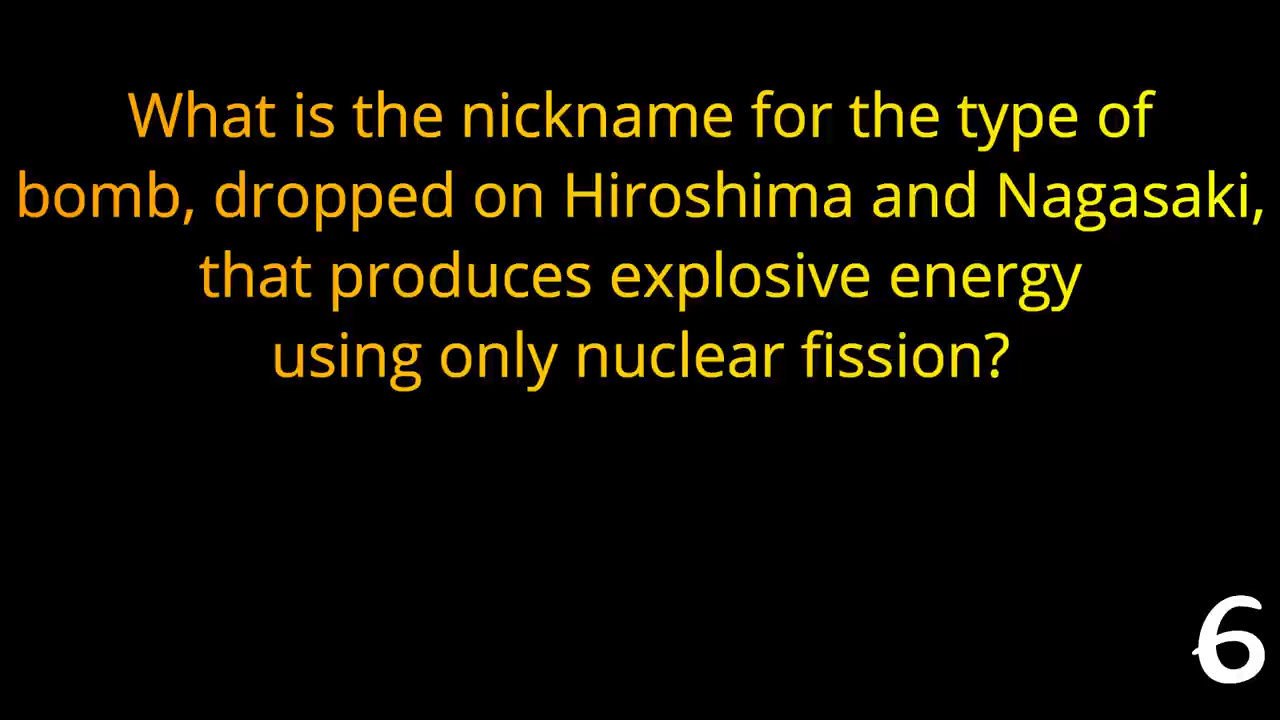 What is the nickname for the type of
bomb, dropped on Hiroshima and Nagasaki,
that produces explosive energy
using only nuclear fission?
6